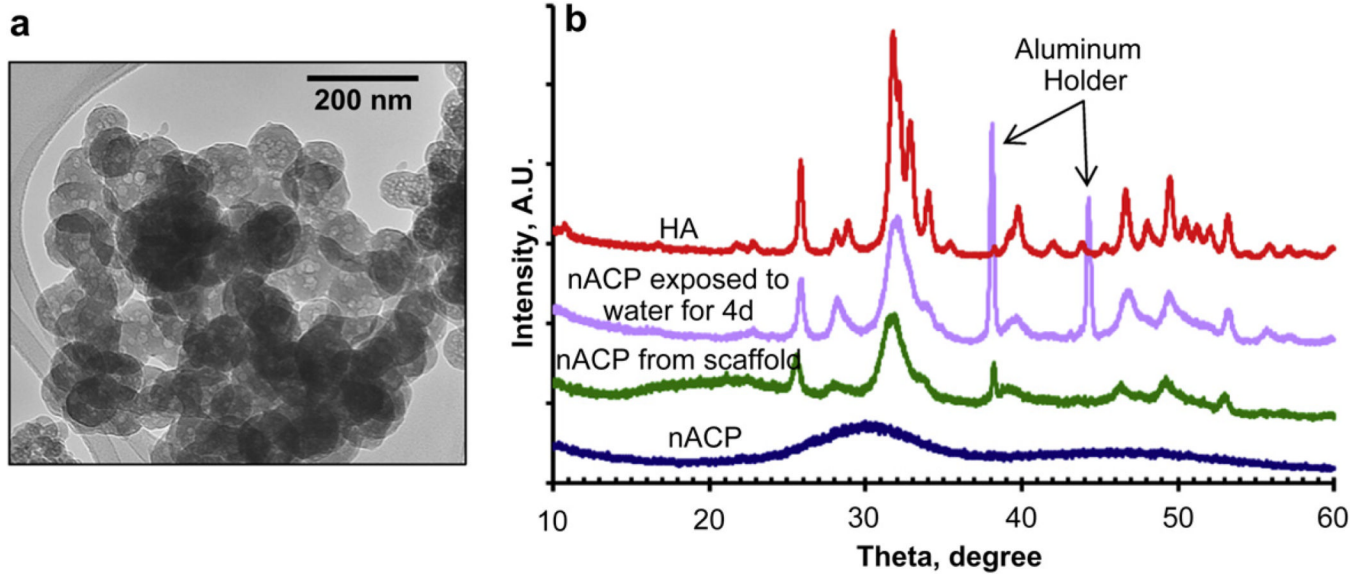 a
200 nm
b
Intensity, A.U.
Aluminum
Holder
HA
nACP exposed to
water for 4d
nACP from scaffold
nACP
10 20 30 40 50 60
Theta, degree